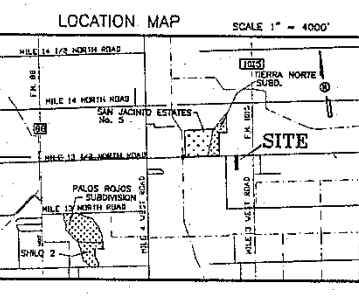 LOCATION MAP
SCALE 1" = 4000'
MILE 14 1/2 NORTH ROAD
F.M. 88
1015
TIERRA NORTE
SUBD.
MILE 14 NORTH ROAD
SAN JACINTO ESTATES
No. 5
F.M. 1015
88
SITE
MILE 13 1/2 NORTH ROAD
PALOS ROJOS
SUBDIVISION
MILE 13 NORTH ROAD
MILE 4 WEST ROAD
MILE 3 WEST ROAD
SHILO 2